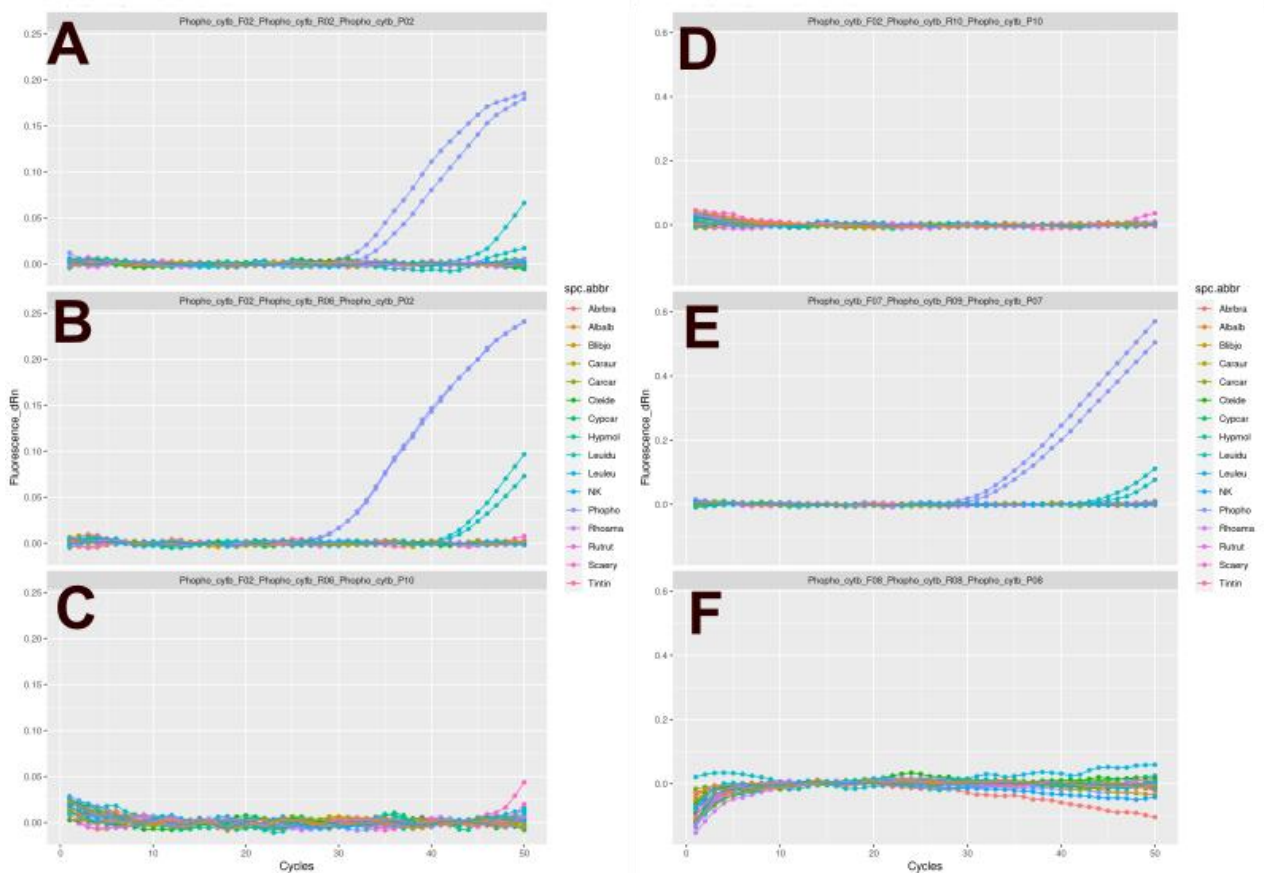 A
Phopho_cytb_F02_Phopho_cytb_R02_Phopho_cytb_P02
0.25
0.20
0.15
0.10
0.05
0.00
B
Phopho_cytb_F02_Phopho_cytb_R06_Phopho_cytb_P02
0.25
0.20
0.15
0.10
0.05
0.00
C
Phopho_cytb_F02_Phopho_cytb_R06_Phopho_cytb_P10
0.25
0.20
0.15
0.10
0.05
0.00
0 10 20 30 40 50
Cycles
Fluorescence_dRn
spc.abbr
Abrbra
Albalb
Blibjo
Caraur
Carcar
Cteide
Cypcar
Hypmol
Leuidu
Leuleu
NK
Phopho
Rhoama
Rutrut
Scaery
Tintin
D
Phopho_cytb_F02_Phopho_cytb_R10_Phopho_cytb_P10
0.6
0.4
0.2
0.0
E
Phopho_cytb_F07_Phopho_cytb_R09_Phopho_cytb_P07
0.6
0.4
0.2
0.0
F
Phopho_cytb_F08_Phopho_cytb_R08_Phopho_cytb_P08
0.6
0.4
0.2
0.0
0 10 20 30 40 50
Cycles
Fluorescence_dRn
spc.abbr
Abrbra
Albalb
Blibjo
Caraur
Carcar
Cteide
Cypcar
Hypmol
Leuidu
Leuleu
NK
Phopho
Rhoama
Rutrut
Scaery
Tintin